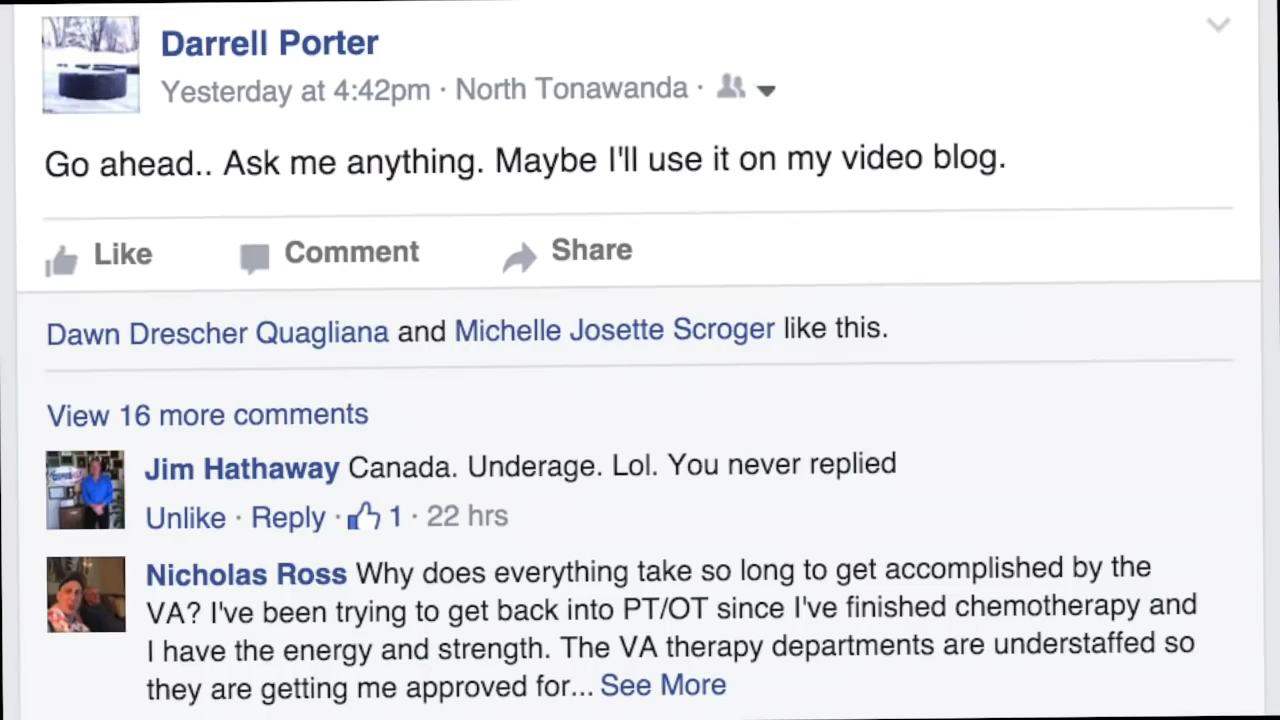 Darrell Porter
Yesterday at 4:42pm · North Tonawanda ·
Go ahead.. Ask me anything. Maybe I'll use it on my video blog.
Like Comment Share
Dawn Drescher Quagliana and Michelle Josette Scroger like this.
View 16 more comments
Jim Hathaway Canada. Underage. Lol. You never replied
Unlike · Reply · 1 · 22 hrs
Nicholas Ross Why does everything take so long to get accomplished by the
VA? I've been trying to get back into PT/OT since I've finished chemotherapy and
I have the energy and strength. The VA therapy departments are understaffed so
they are getting me approved for... See More